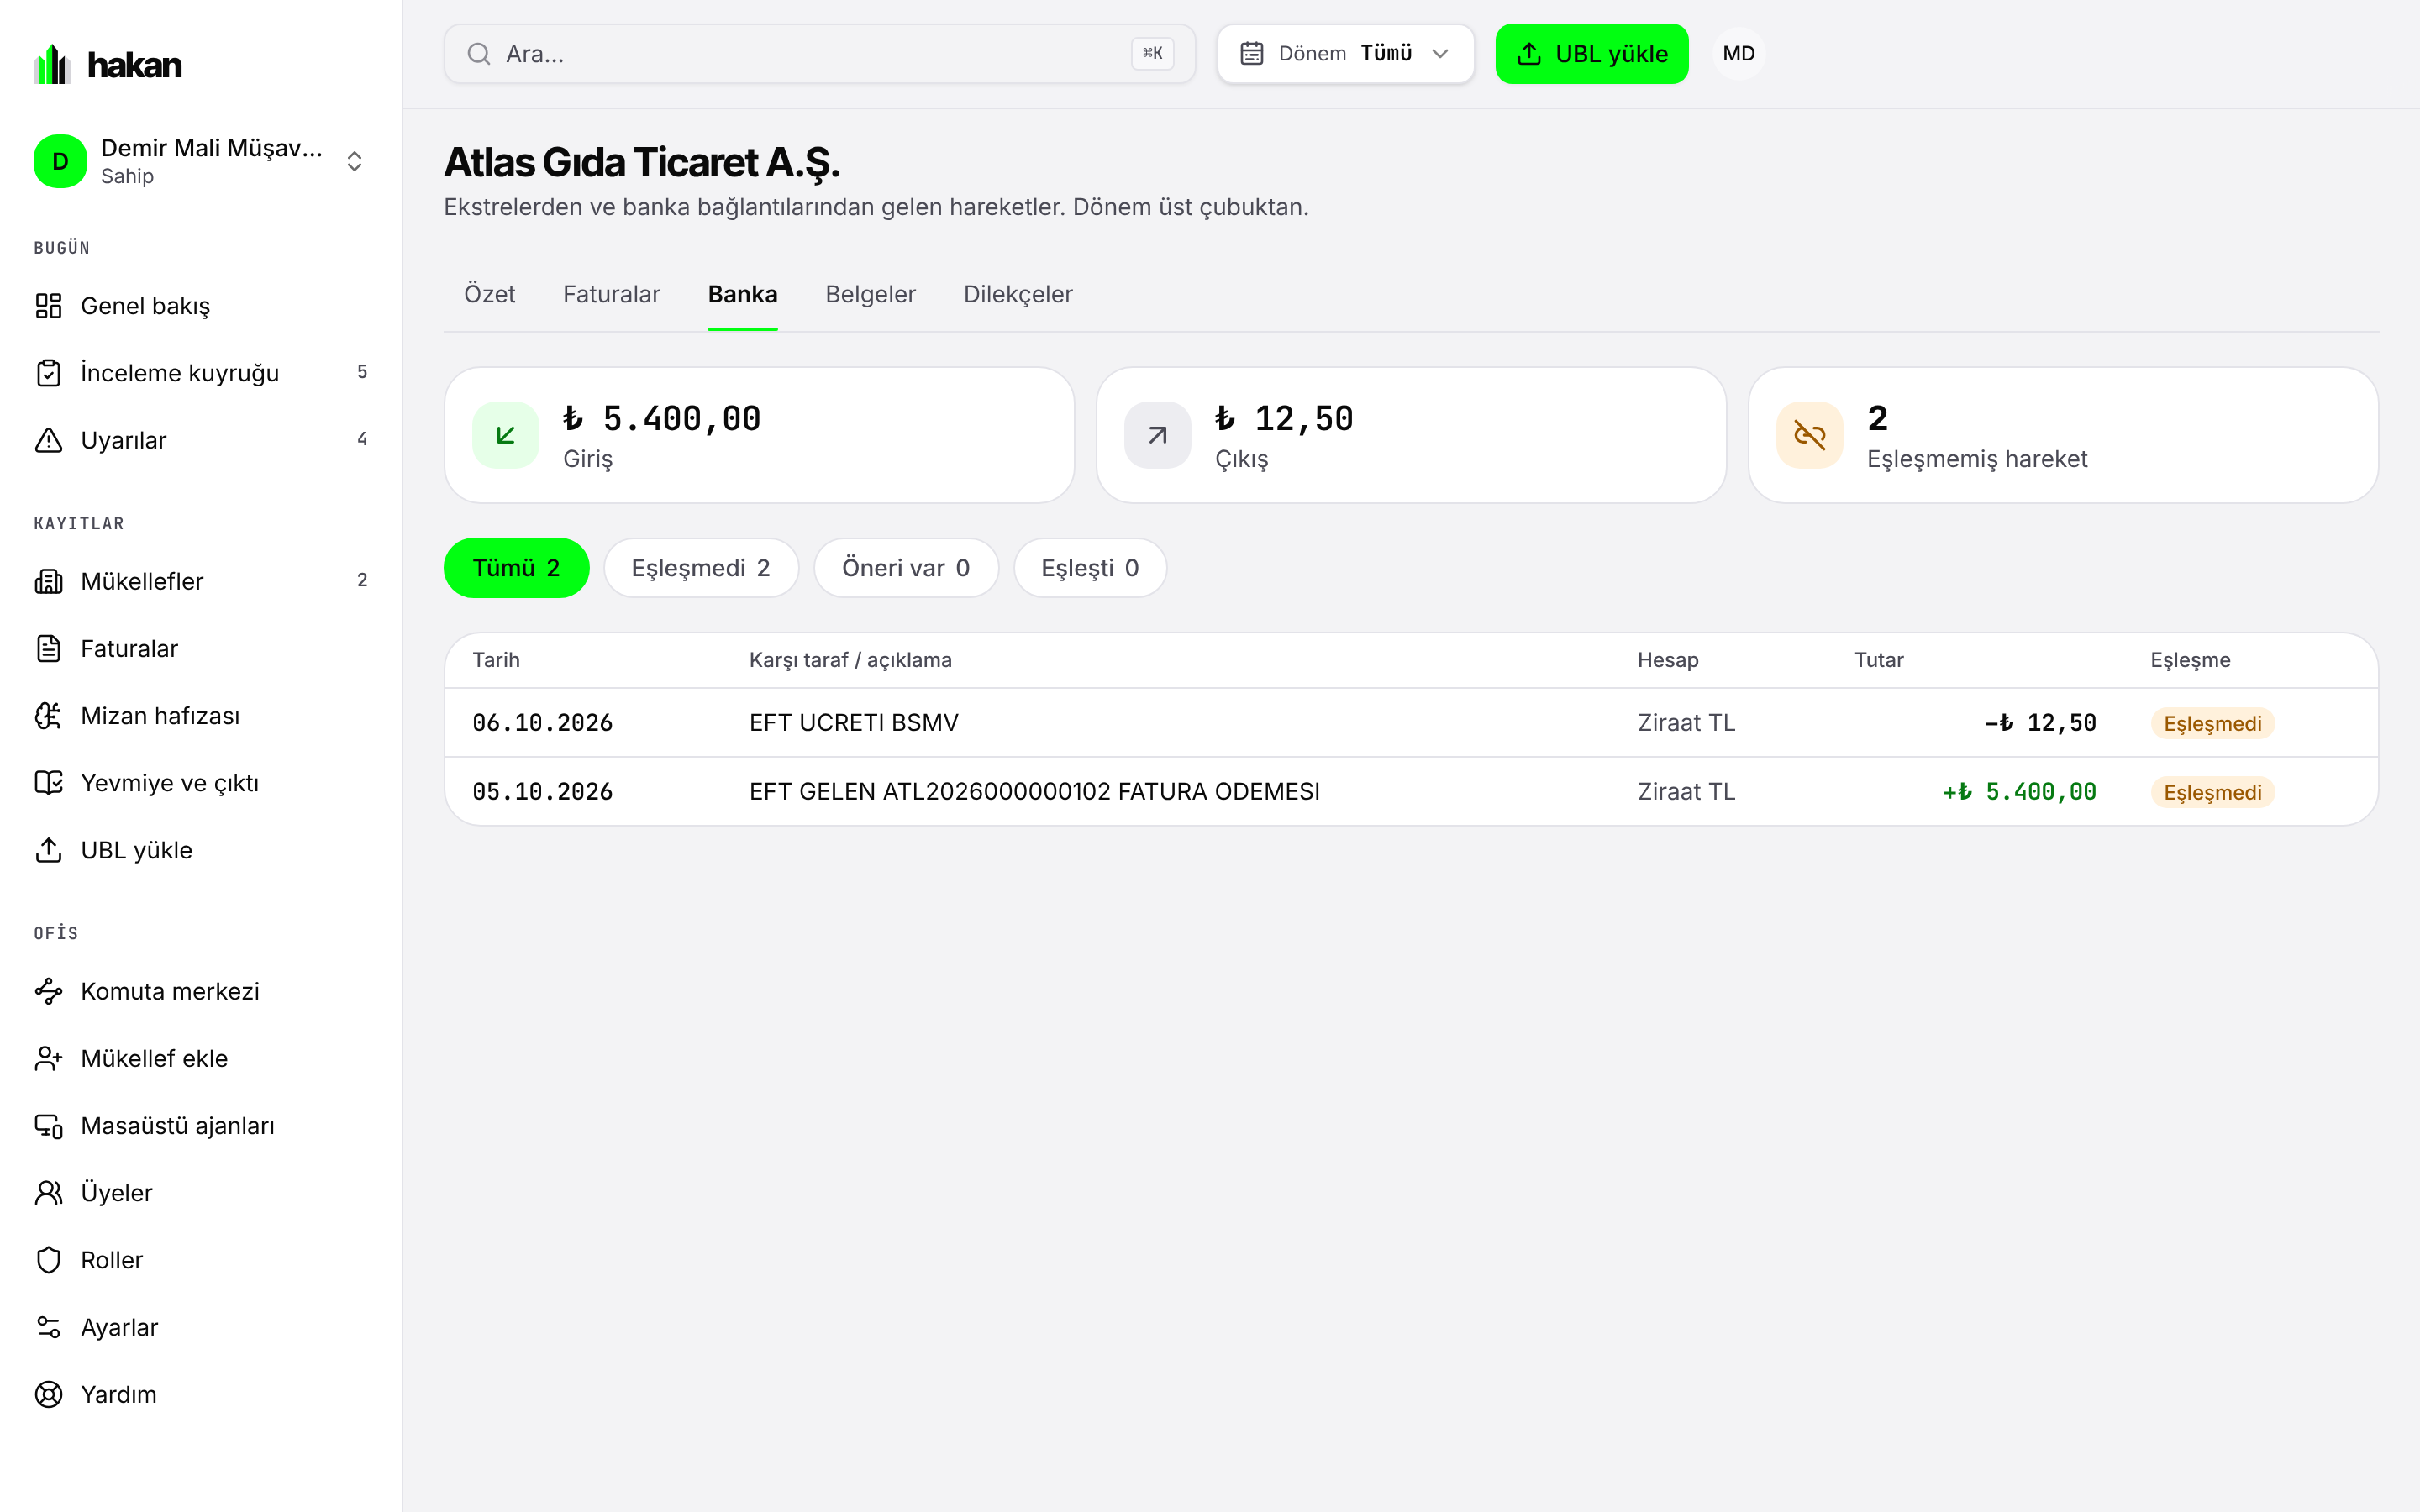 hakan
Ara...
⌘K
Dönem Tümü
UBL yükle
MD
D
Demir Mali Müşav...
Sahip
BUGÜN
Genel bakış
İnceleme kuyruğu 5
Uyarılar 4
KAYITLAR
Mükellefler 2
Faturalar
Mizan hafızası
Yevmiye ve çıktı
UBL yükle
OFİS
Komuta merkezi
Mükellef ekle
Masaüstü ajanları
Üyeler
Roller
Ayarlar
Yardım
Atlas Gıda Ticaret A.Ş.
Ekstrelerden ve banka bağlantılarından gelen hareketler. Dönem üst çubuktan.
Özet Faturalar Banka Belgeler Dilekçeler
₺ 5.400,00
Giriş
₺ 12,50
Çıkış
2
Eşleşmemiş hareket
Tümü 2 Eşleşmedi 2 Öneri var 0 Eşleşti 0
Tarih Karşı taraf / açıklama Hesap Tutar Eşleşme
06.10.2026 EFT UCRETI BSMV Ziraat TL −₺ 12,50 Eşleşmedi
05.10.2026 EFT GELEN ATL2026000000102 FATURA ODEMESI Ziraat TL +₺ 5.400,00 Eşleşmedi